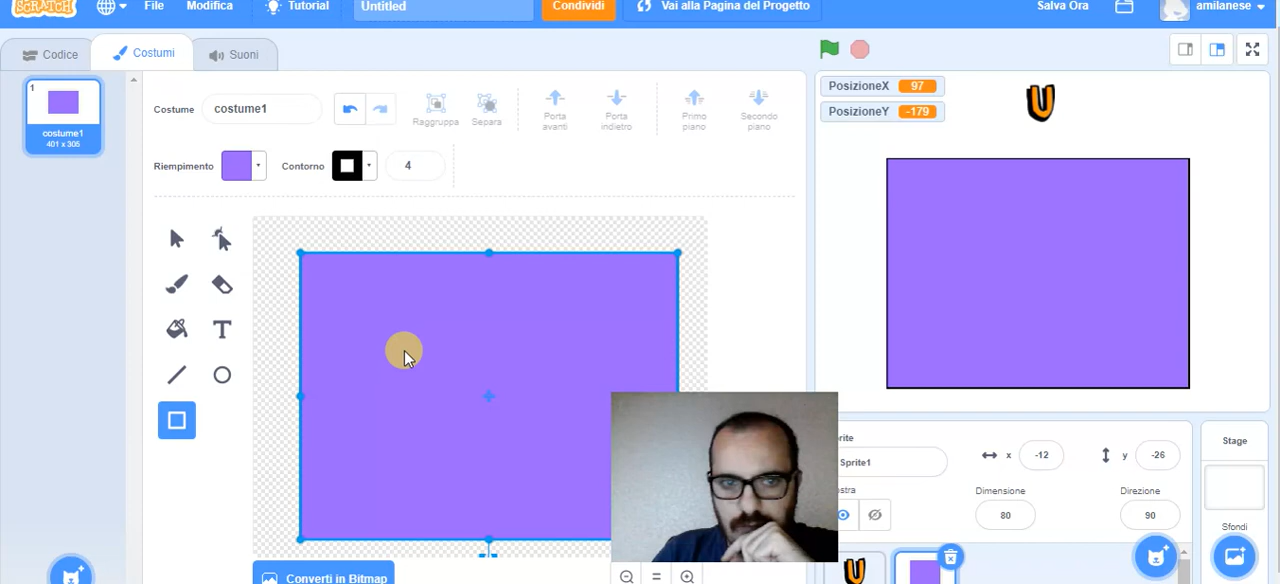 SCRATCH File Modifica Tutorial Untitled Condividi Vai alla Pagina del Progetto Salva Ora amilanese
Codice Costumi Suoni
1
costume1
401 x 305
Costume costume1
Raggruppa Separa Porta avanti Porta indietro Primo piano Secondo piano
Riempimento Contorno 4
T
Converti in Bitmap
PosizioneX 97
PosizioneY -179
U
Sprite1 x -12 y -26
Dimensione Direzione
80 90
Stage
Sfondi
U